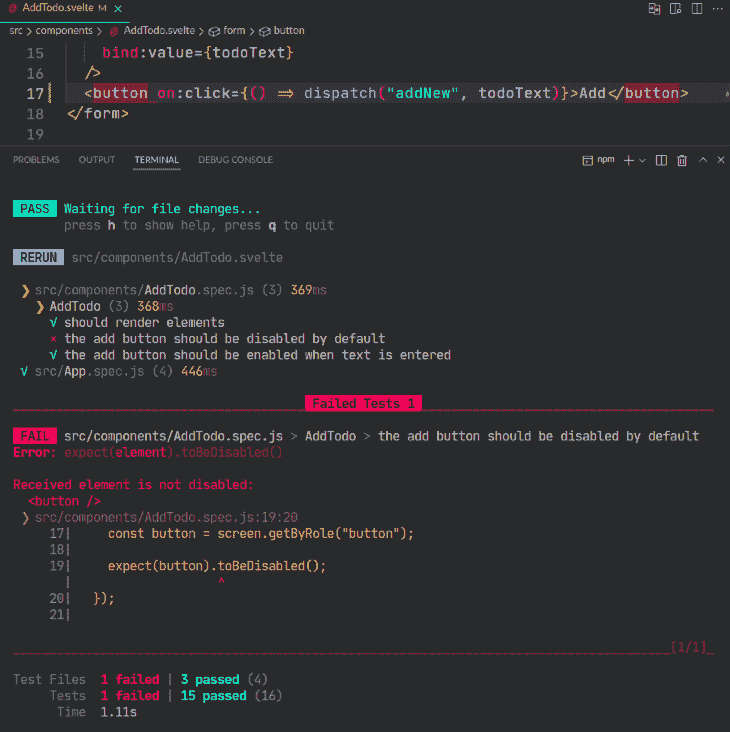 AddTodo.svelte M ×
src > components > AddTodo.svelte > form > button
15 bind:value={todoText}
16 />
17 <button on:click={() => dispatch("addNew", todoText)}>Add</button>
18 </form>
19
PROBLEMS OUTPUT TERMINAL DEBUG CONSOLE npm
PASS Waiting for file changes...
press h to show help, press q to quit
RERUN src/components/AddTodo.svelte
❯ src/components/AddTodo.spec.js (3) 369ms
❯ AddTodo (3) 368ms
√ should render elements
× the add button should be disabled by default
√ the add button should be enabled when text is entered
√ src/App.spec.js (4) 446ms
Failed Tests 1
FAIL src/components/AddTodo.spec.js > AddTodo > the add button should be disabled by default
Error: expect(element).toBeDisabled()
Received element is not disabled:
<button />
❯ src/components/AddTodo.spec.js:19:20
17| const button = screen.getByRole("button");
18|
19| expect(button).toBeDisabled();
| ^
20| });
21|
[1/1]
Test Files 1 failed | 3 passed (4)
Tests 1 failed | 15 passed (16)
Time 1.11s